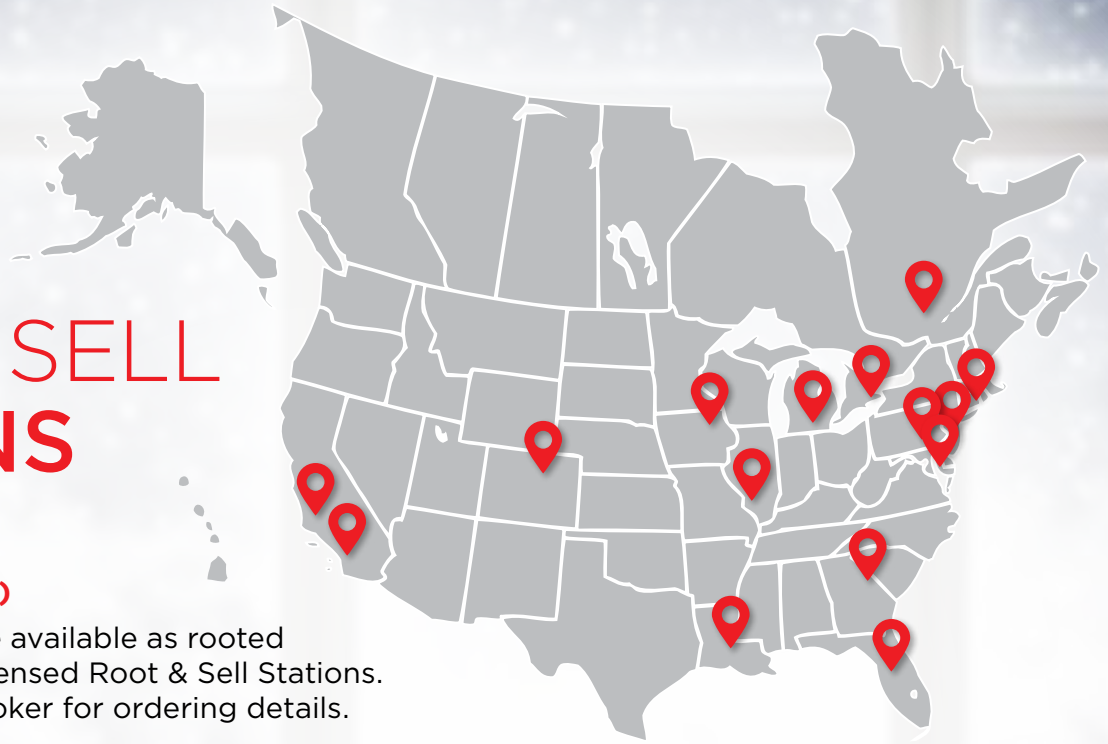 SELL
NS
available as rooted
ensed Root & Sell Stations.
oker for ordering details.